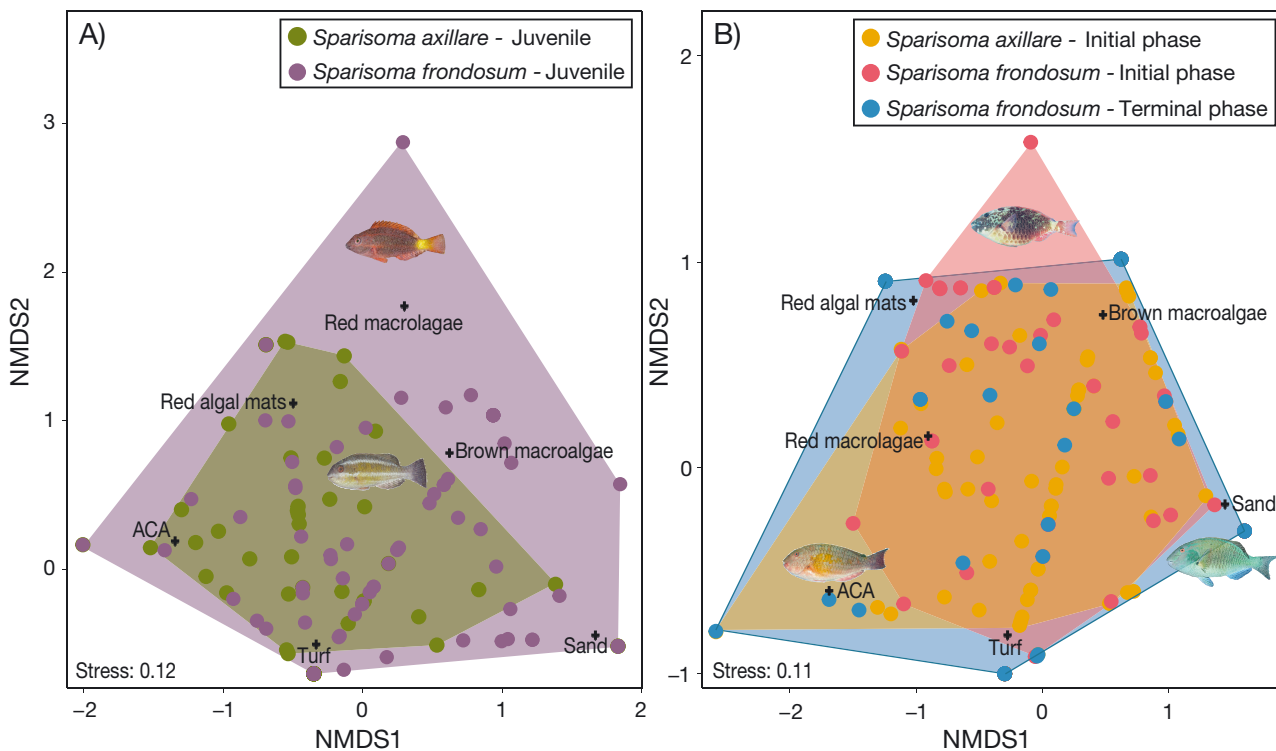 A)
Sparisoma axillare - Juvenile
Sparisoma frondosum - Juvenile
NMDS2
3
2
1
0
Red macrolagae
Red algal mats
Brown macroalgae
ACA
Turf
Sand
Stress: 0.12
−2
−1
0
1
2
NMDS1
B)
Sparisoma axillare - Initial phase
Sparisoma frondosum - Initial phase
Sparisoma frondosum - Terminal phase
NMDS2
2
1
0
−1
Red algal mats
Brown macroalgae
Red macrolagae
Sand
ACA
Turf
Stress: 0.11
−2
−1
0
1
NMDS1